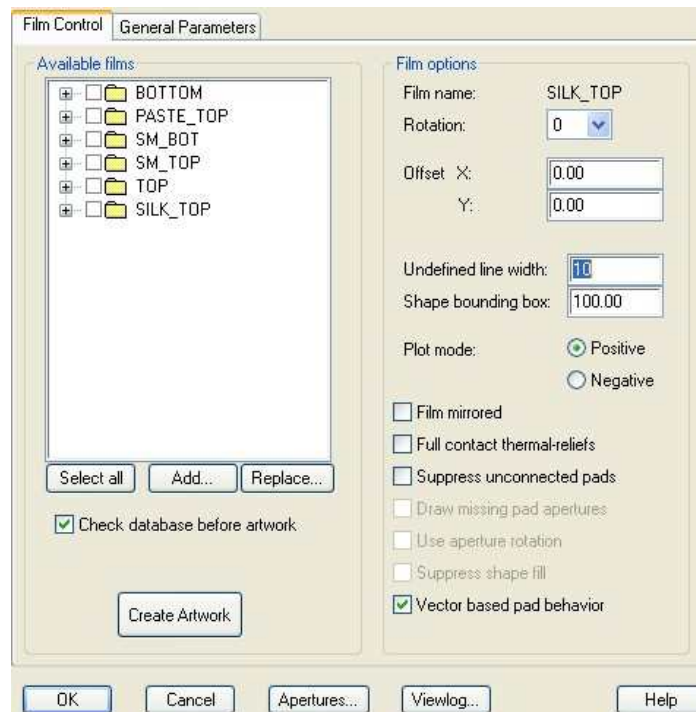 Film Control
General Parameters
Available films
BOTTOM
PASTE_TOP
SM_BOT
SM_TOP
TOP
SILK_TOP
Select all
Add...
Replace...
Check database before artwork
Create Artwork
Film options
Film name: SILK_TOP
Rotation: 0
Offset X: 0.00
Y: 0.00
Undefined line width: 10
Shape bounding box: 100.00
Plot mode: Positive
Negative
Film mirrored
Full contact thermal-reliefs
Suppress unconnected pads
Draw missing pad apertures
Use aperture rotation
Suppress shape fill
Vector based pad behavior
OK
Cancel
Apertures...
Viewlog...
Help